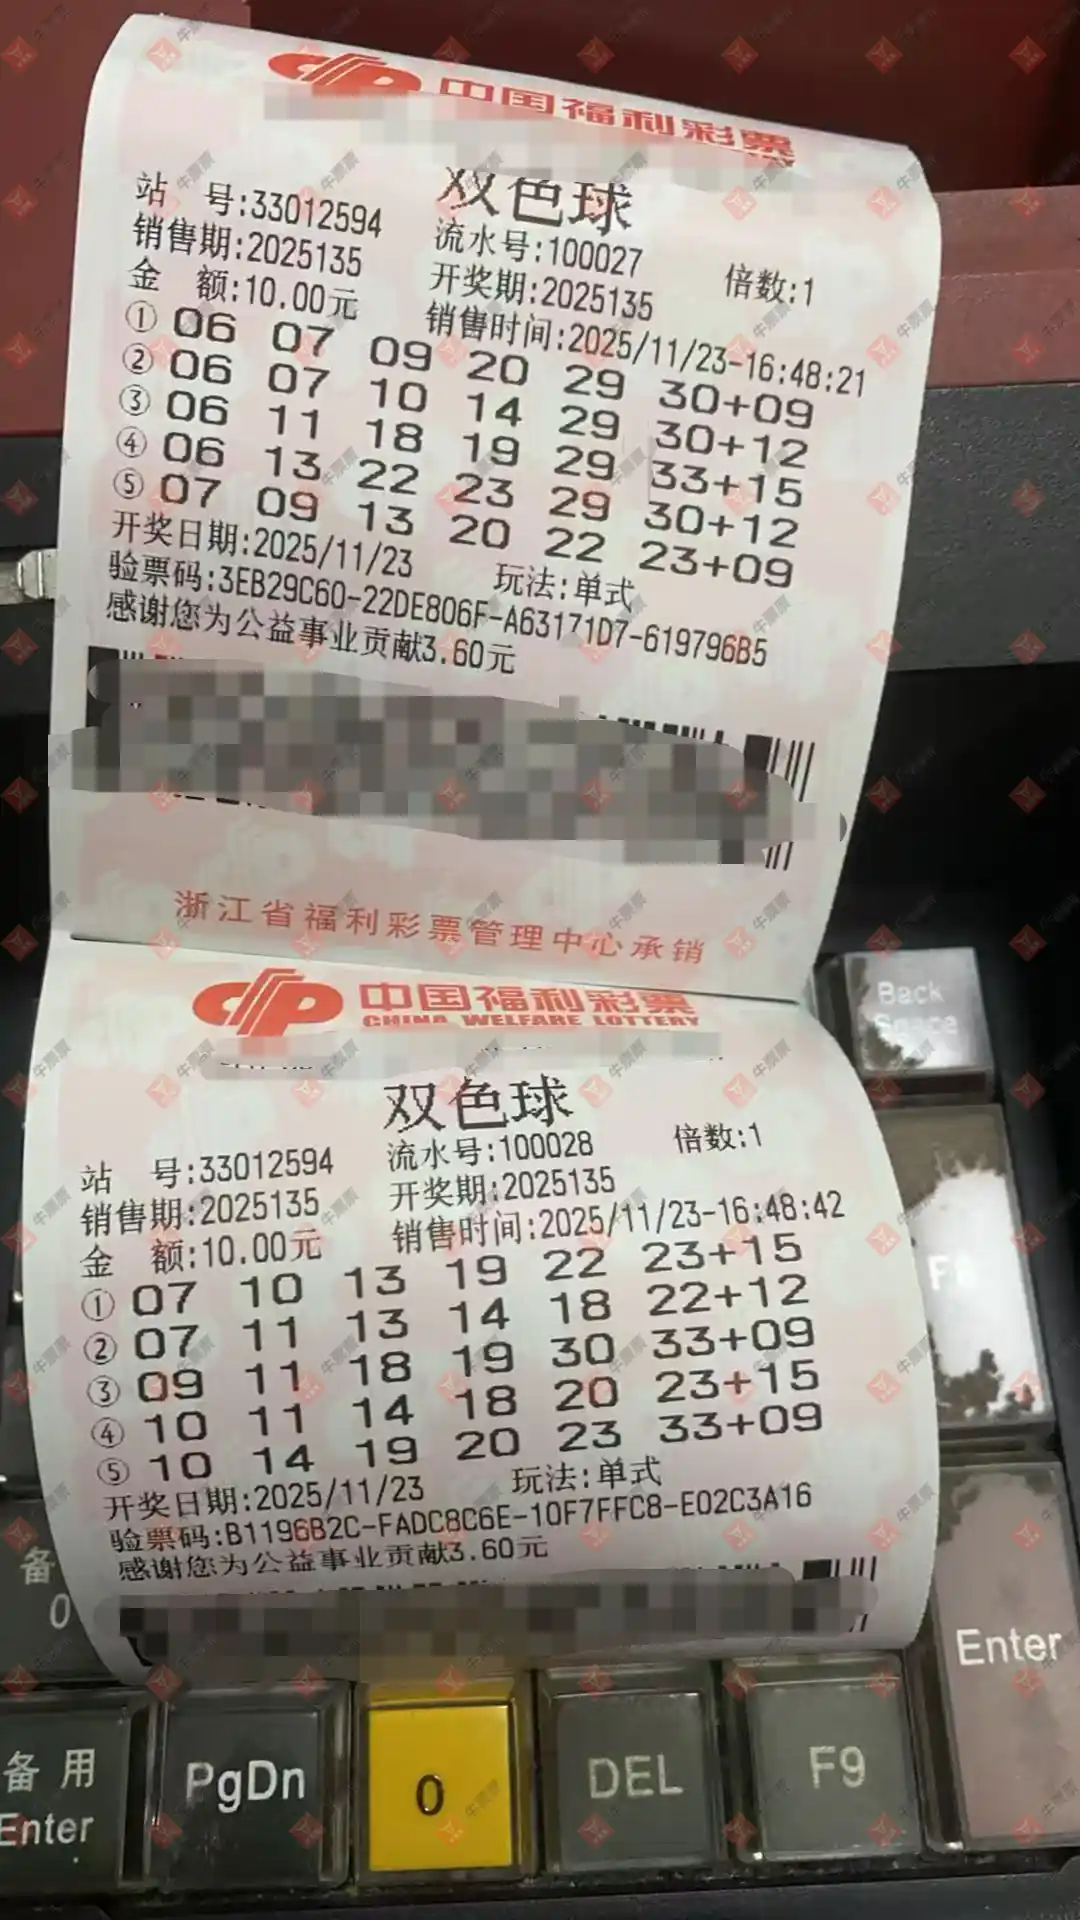 中国福利彩票
双色球
站 号:33012594 流水号:100027 倍数:1
销售期:2025135 开奖期:2025135
金 额:10.00元 销售时间:2025/11/23-16:48:21
① 06 07 09 20 29 30+09
② 06 07 10 14 29 30+12
③ 06 11 18 19 29 33+15
④ 06 13 22 23 29 30+12
⑤ 07 09 13 20 22 23+09
开奖日期:2025/11/23 玩法:单式
验票码:3EB29C60-22DE806F-A63171D7-619796B5
感谢您为公益事业贡献3.60元
浙江省福利彩票管理中心承销
中国福利彩票
CHINA WELFARE LOTTERY
双色球
站 号:33012594 流水号:100028 倍数:1
销售期:2025135 开奖期:2025135
金 额:10.00元 销售时间:2025/11/23-16:48:42
① 07 10 13 19 22 23+15
② 07 11 13 14 18 22+12
③ 09 11 18 19 30 33+09
④ 10 11 14 18 20 23+15
⑤ 10 14 19 20 23 33+09
开奖日期:2025/11/23 玩法:单式
验票码:B1196B2C-FADC8C6E-10F7FFC8-E02C3A16
感谢您为公益事业贡献3.60元
Back
Space
备
0
Enter
备用
Enter
PgDn
0
DEL
F9
牛票票